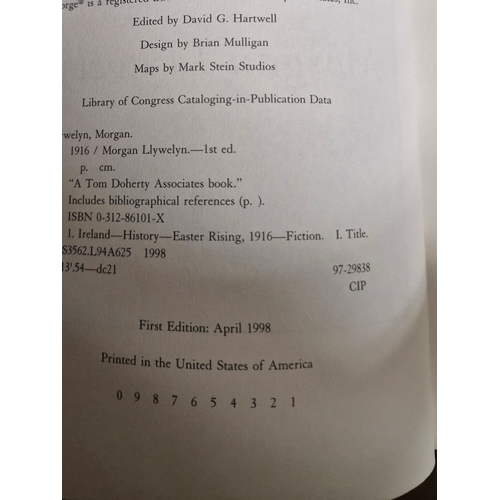 orge® is a registered
Inc.
Edited by David G. Hartwell
Design by Brian Mulligan
Maps by Mark Stein Studios
Library of Congress Cataloging-in-Publication Data
welyn, Morgan.
1916 / Morgan Llywelyn.—1st ed.
p. cm.
"A Tom Doherty Associates book."
Includes bibliographical references (p. ).
ISBN 0-312-86101-X
1. Ireland—History—Easter Rising, 1916—Fiction. I. Title.
S3562.L94A625 1998
13'.54—dc21 97-29838
CIP
First Edition: April 1998
Printed in the United States of America
0 9 8 7 6 5 4 3 2 1